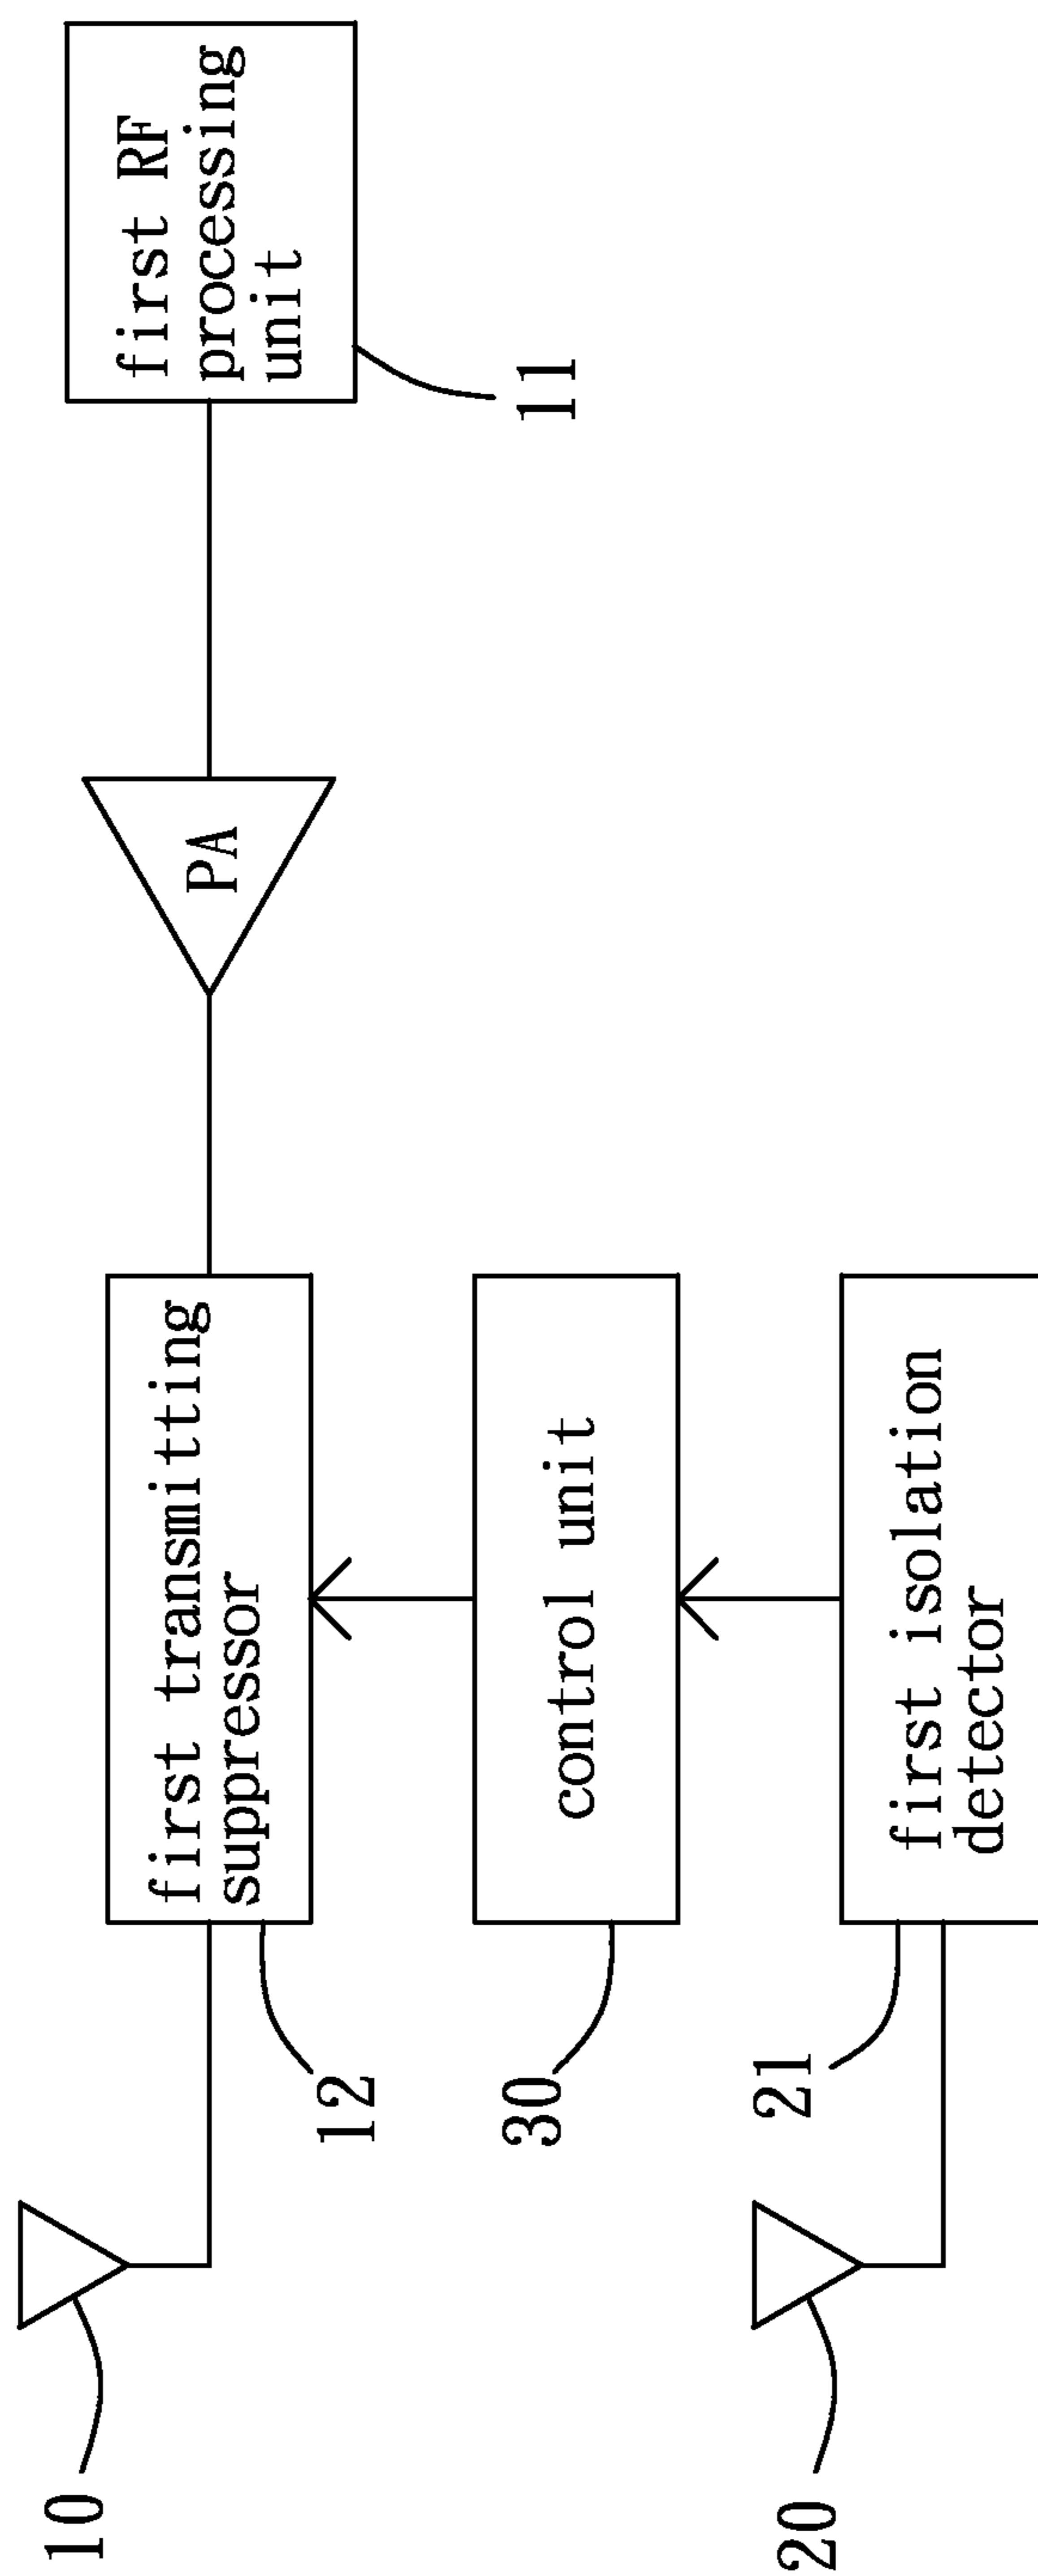 10
first transmitting
suppressor
12
PA
first RF
processing
unit
11
30
control unit
20
21
first isolation
detector